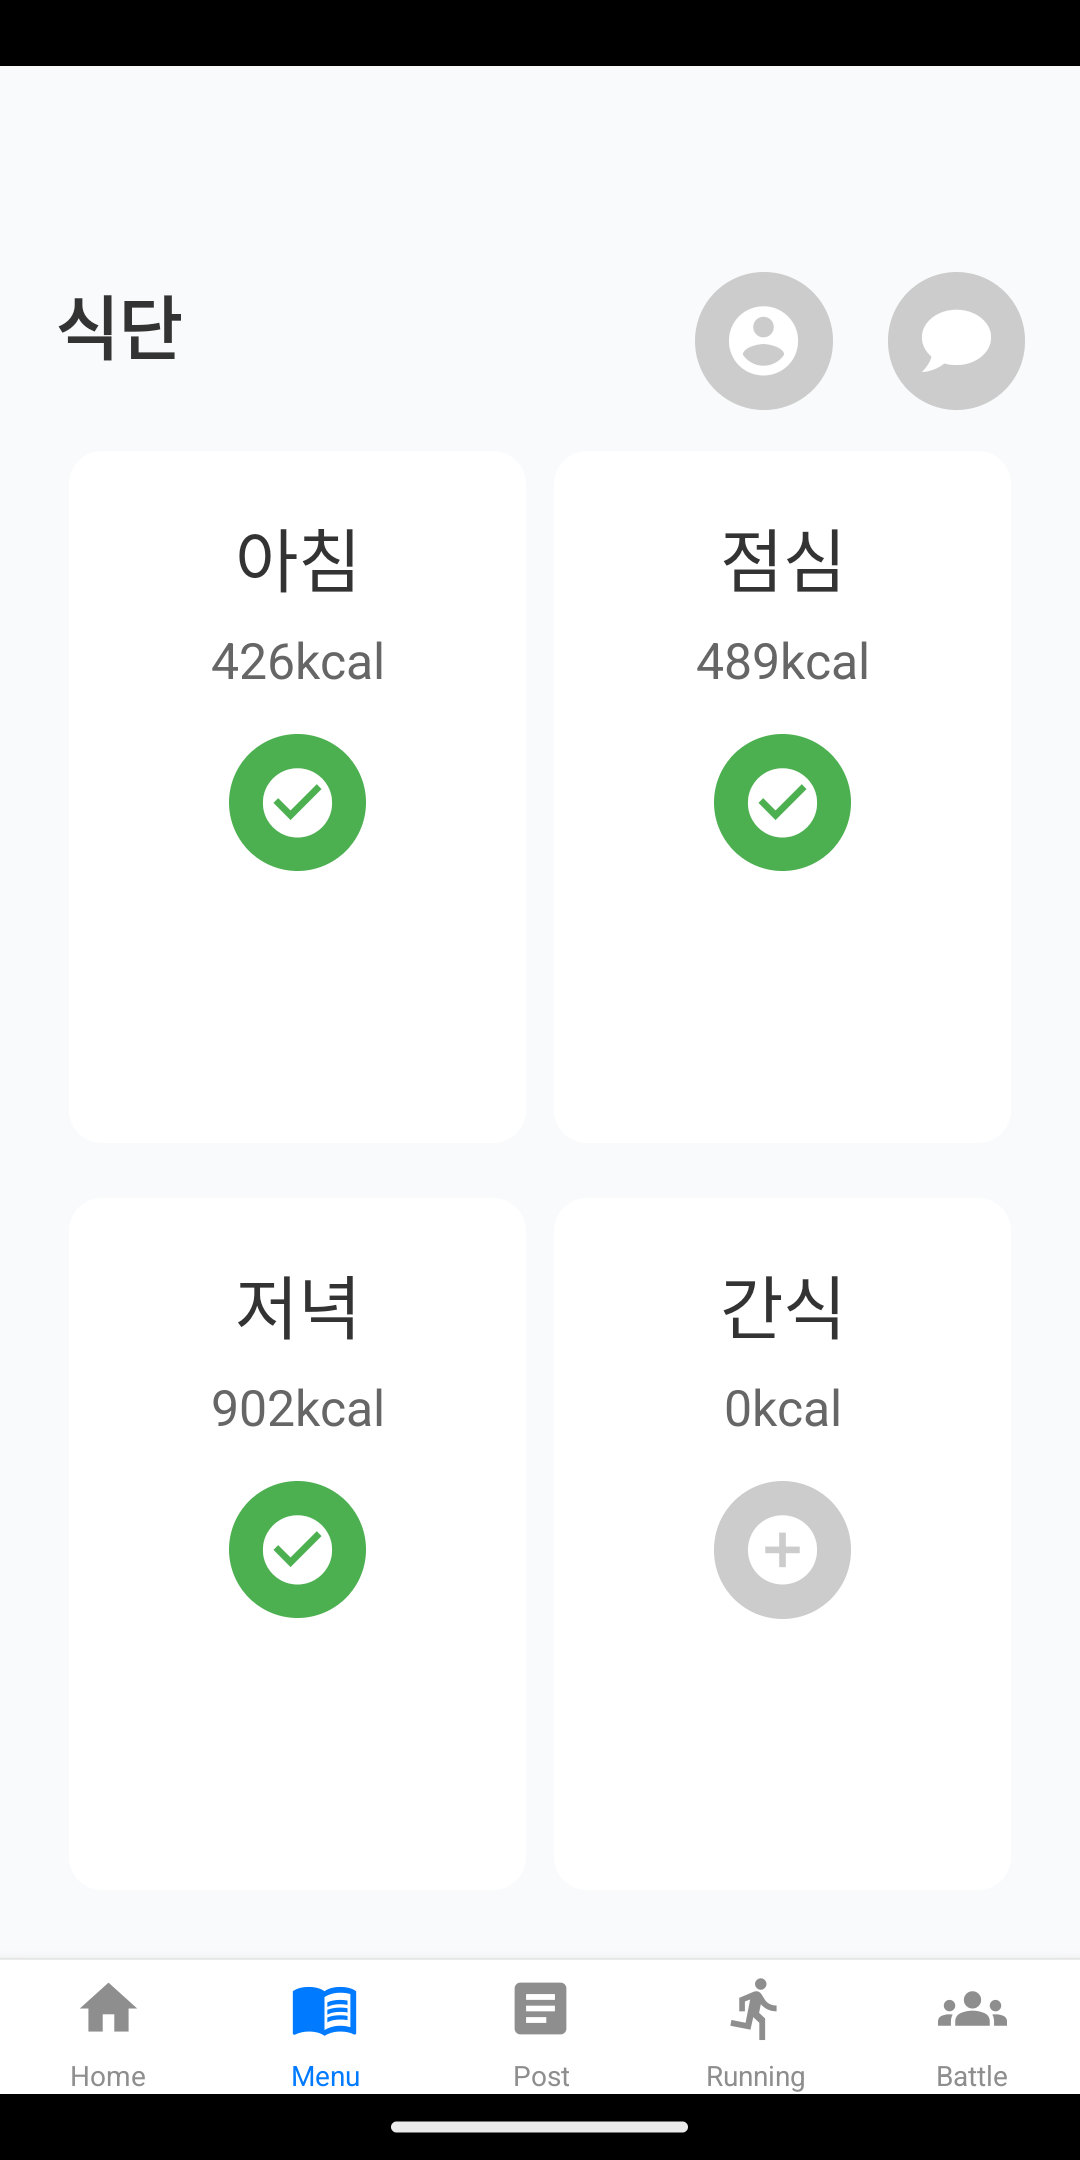 식단
아침
426kcal
점심
489kcal
저녁
902kcal
간식
0kcal
Home
Menu
Post
Running
Battle